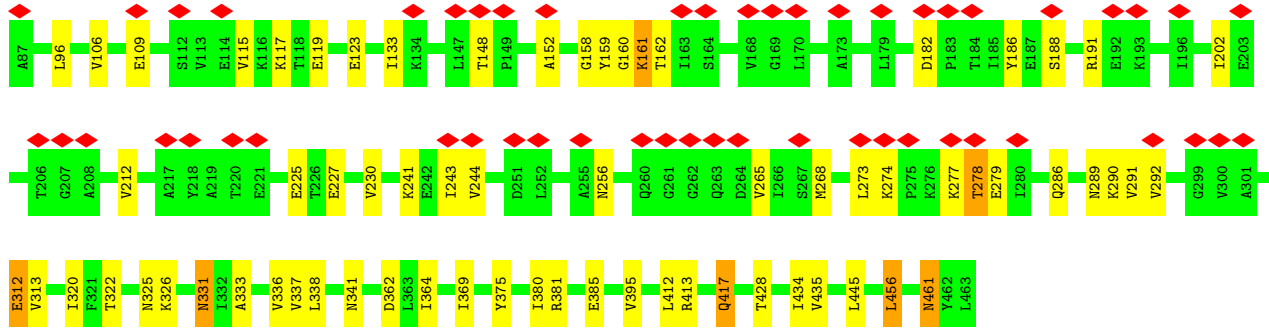 A87 L96 V106 E109 S112 V113 E114 V115 K116 K117 T118 E119 E123 I133 K134 L147 T148 P149 A152 G158 Y159 G160 K161 T162 I163 S164 V168 G169 L170 A173 L179 D182 P183 T184 I185 Y186 E187 S188 R191 E192 K193 I196 I202 E203
T206 G207 A208 V212 A217 Y218 A219 T220 E221 E225 T226 E227 V230 K241 E242 I243 V244 D251 L252 A255 N256 Q260 G261 G262 Q263 D264 V265 I266 S267 M268 L273 K274 P275 K276 K277 T278 E279 I280 Q286 N289 K290 V291 V292 G299 V300 A301
E312 V313 I320 F321 T322 N325 K326 N331 I332 A333 V336 V337 L338 N341 D362 L363 I364 I369 Y375 I380 R381 E385 V395 L412 R413 Q417 T428 I434 V435 L445 L456 N461 Y462 L463